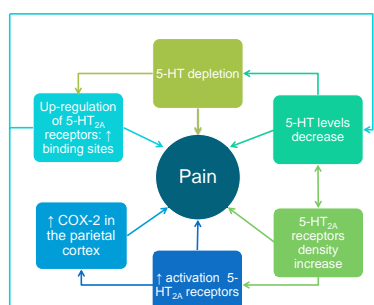 5-HT depletion
Up-regulation
of 5-HT2A
receptors: ↑
binding sites
5-HT levels
decrease
Pain
↑ COX-2 in
the parietal
cortex
5-HT2A
receptors
density
increase
↑ activation 5-
HT2A receptors